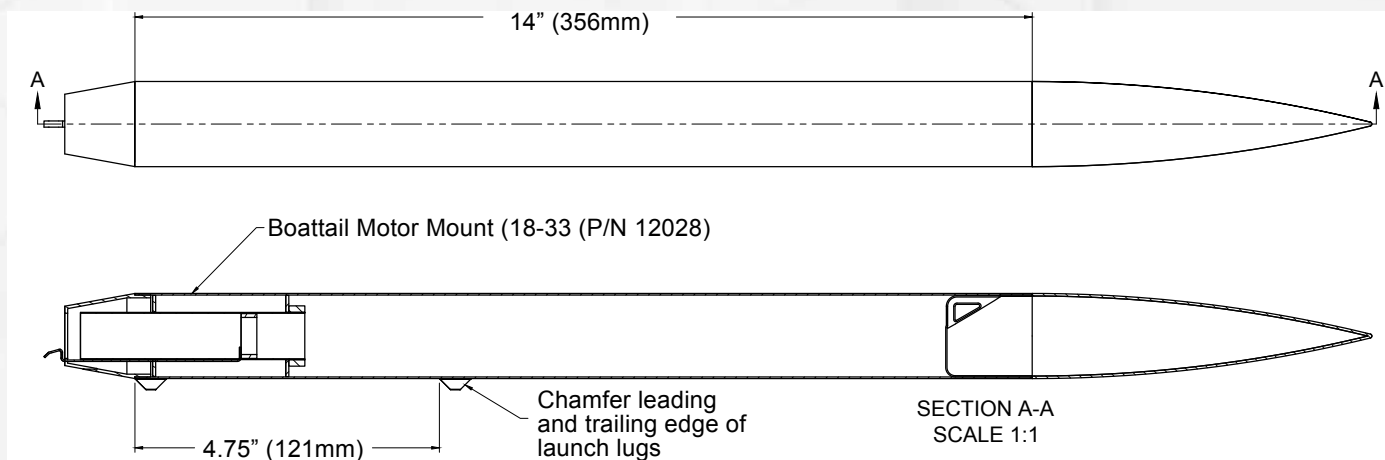 14” (356mm)
A
A
Boattail Motor Mount (18-33 (P/N 12028)
Chamfer leading
and trailing edge of
launch lugs
SECTION A-A
SCALE 1:1
4.75” (121mm)